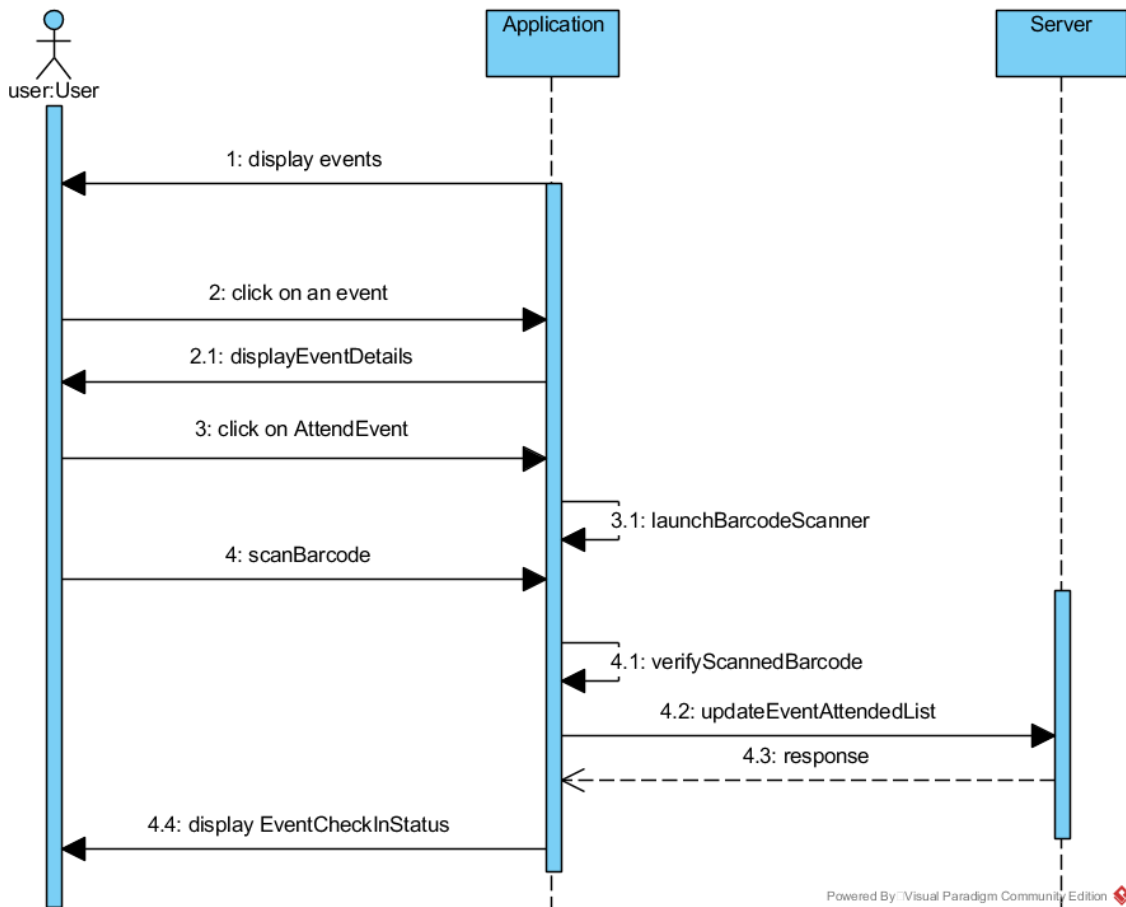 Application
Server
user:User
1: display events
2: click on an event
2.1: displayEventDetails
3: click on AttendEvent
3.1: launchBarcodeScanner
4: scanBarcode
4.1: verifyScannedBarcode
4.2: updateEventAttendedList
4.3: response
4.4: display EventCheckInStatus
Powered By Visual Paradigm Community Edition